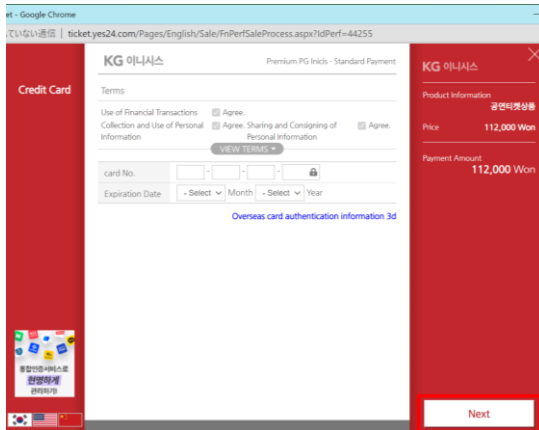 et - Google Chrome
れていない通信 | ticket.yes24.com/Pages/English/Sale/FnPerfSaleProcess.aspx?IdPerf=44255
Credit Card
KG 이니시스
Premium PG Inicis - Standard Payment
Terms
Use of Financial Transactions Agree.
Collection and Use of Personal Information Agree.
Sharing and Consigning of Personal Information Agree.
VIEW TERMS
card No. - - -
Expiration Date - Select Month - Select Year
Overseas card authentication information 3d
KG 이니시스
Product Information
공연티켓상품
Price 112,000 Won
Payment Amount
112,000 Won
통합인증서비스로
현명하게
관리하기!
Next